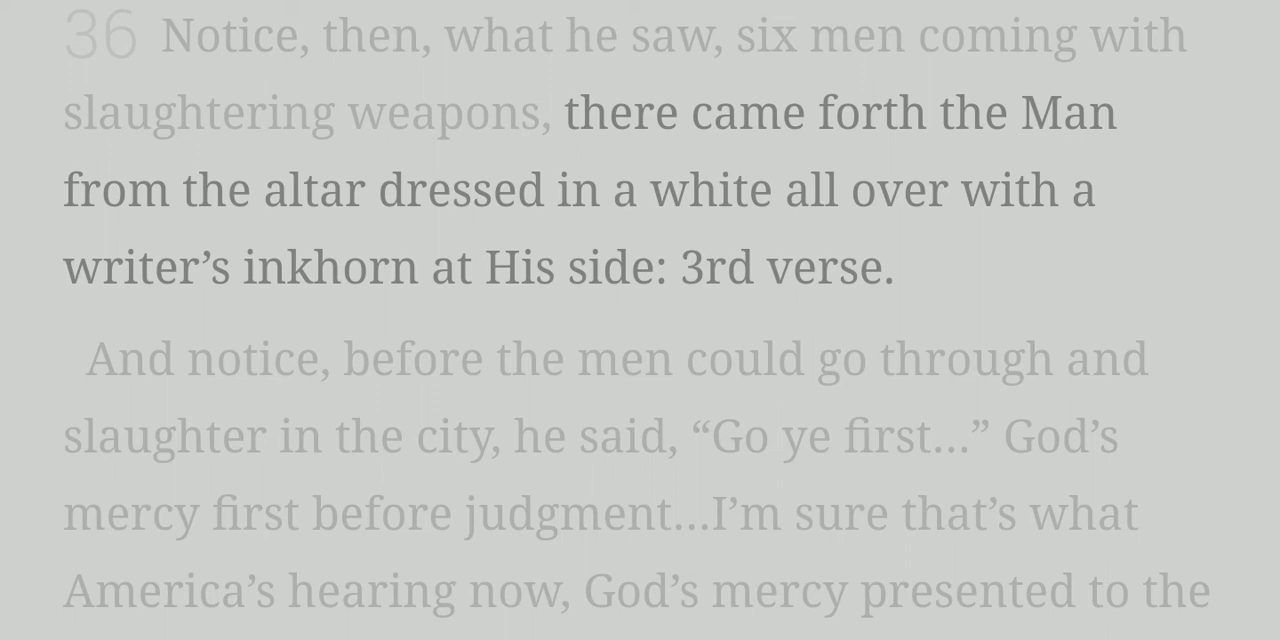 36 Notice, then, what he saw, six men coming with
slaughtering weapons, there came forth the Man
from the altar dressed in a white all over with a
writer’s inkhorn at His side: 3rd verse.
And notice, before the men could go through and
slaughter in the city, he said, “Go ye first…” God’s
mercy first before judgment…I’m sure that’s what
America’s hearing now, God’s mercy presented to the